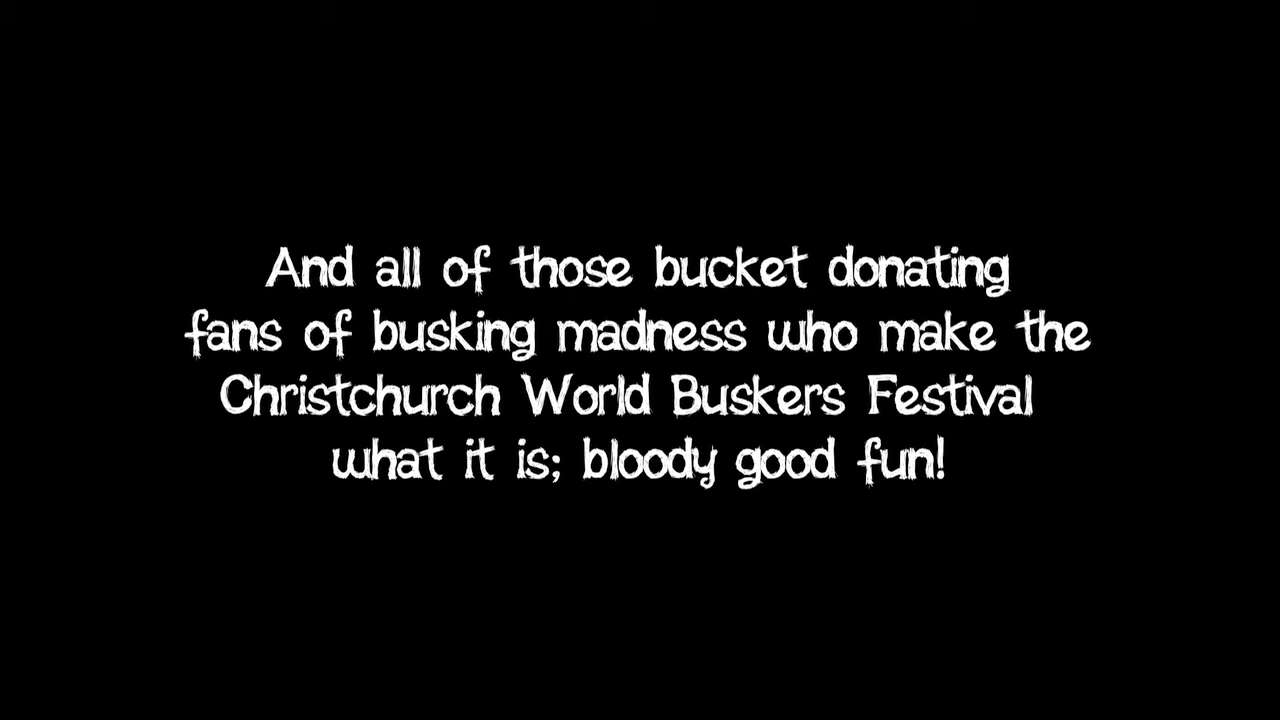 And all of those bucket donating
fans of busking madness who make the
Christchurch World Buskers Festival
what it is; bloody good fun!